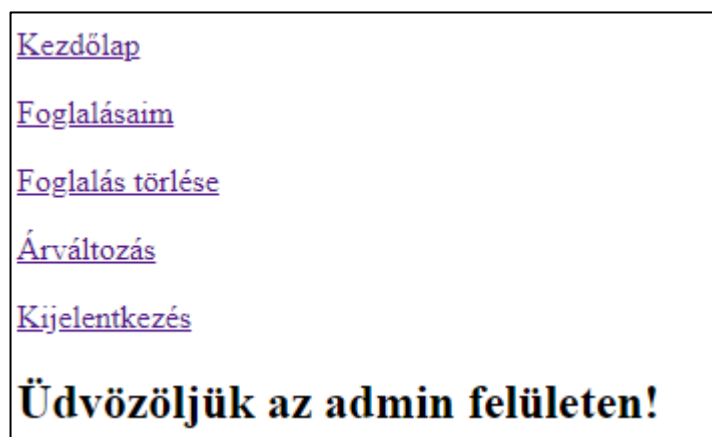 Kezdőlap
Foglalásaim
Foglalás törlése
Árváltozás
Kijelentkezés
Üdvözöljük az admin felületen!